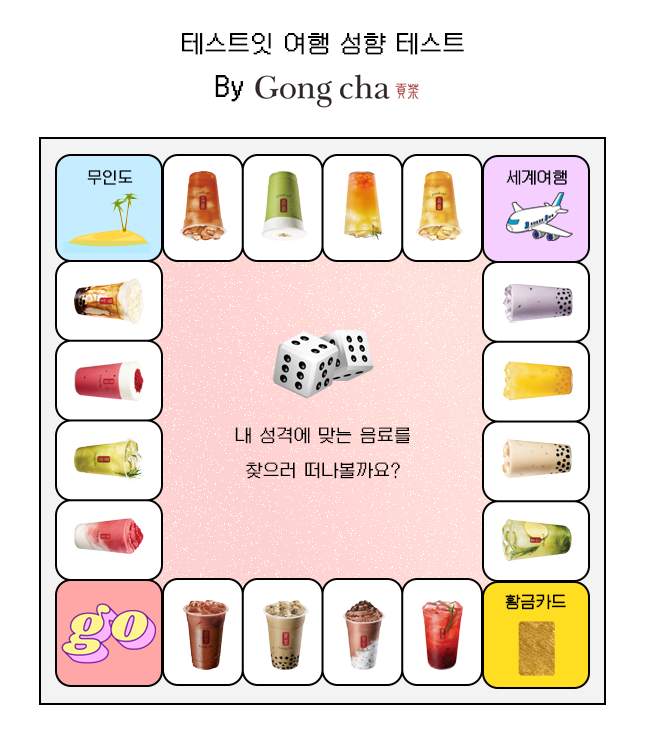 테스트잇 여행 성향 테스트
By Gong cha 貢茶
무인도
세계여행
내 성격에 맞는 음료를
찾으러 떠나볼까요?
go
황금카드